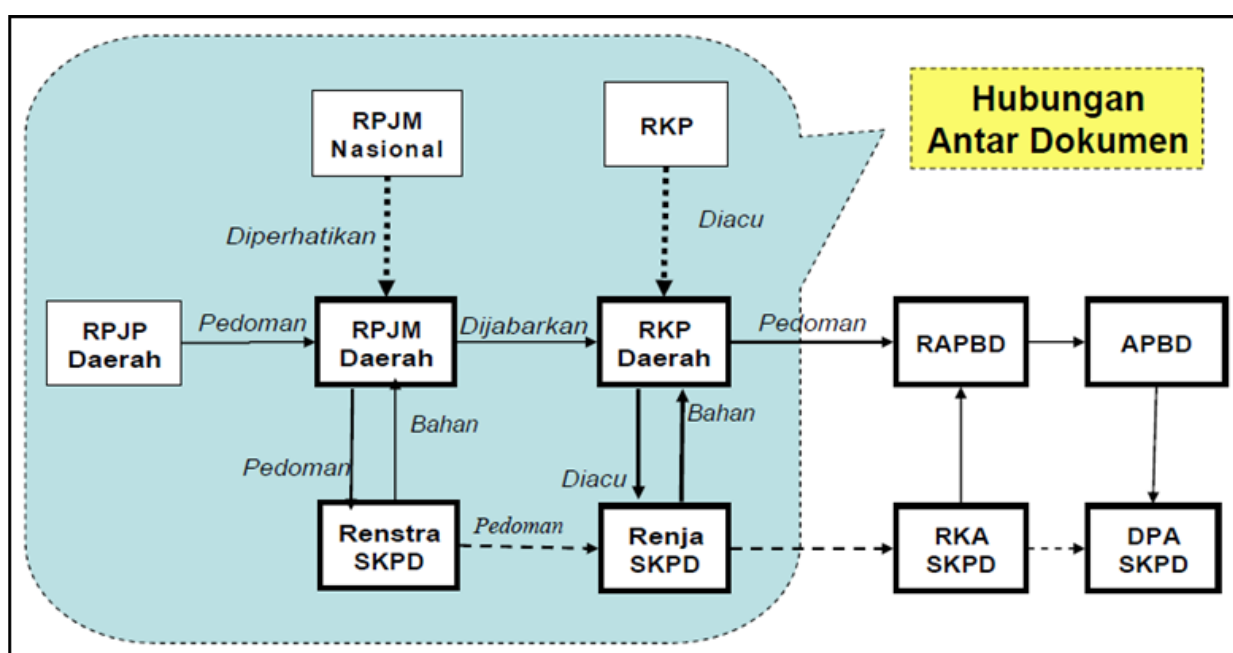 Hubungan
Antar Dokumen
RPJM
Nasional
RKP
Diperhatikan
Diacu
RPJP
Daerah
Pedoman
RPJM
Daerah
Dijabarkan
RKP
Daerah
Pedoman
RAPBD
APBD
Pedoman
Bahan
Diacu
Bahan
Renstra
SKPD
Pedoman
Renja
SKPD
RKA
SKPD
DPA
SKPD